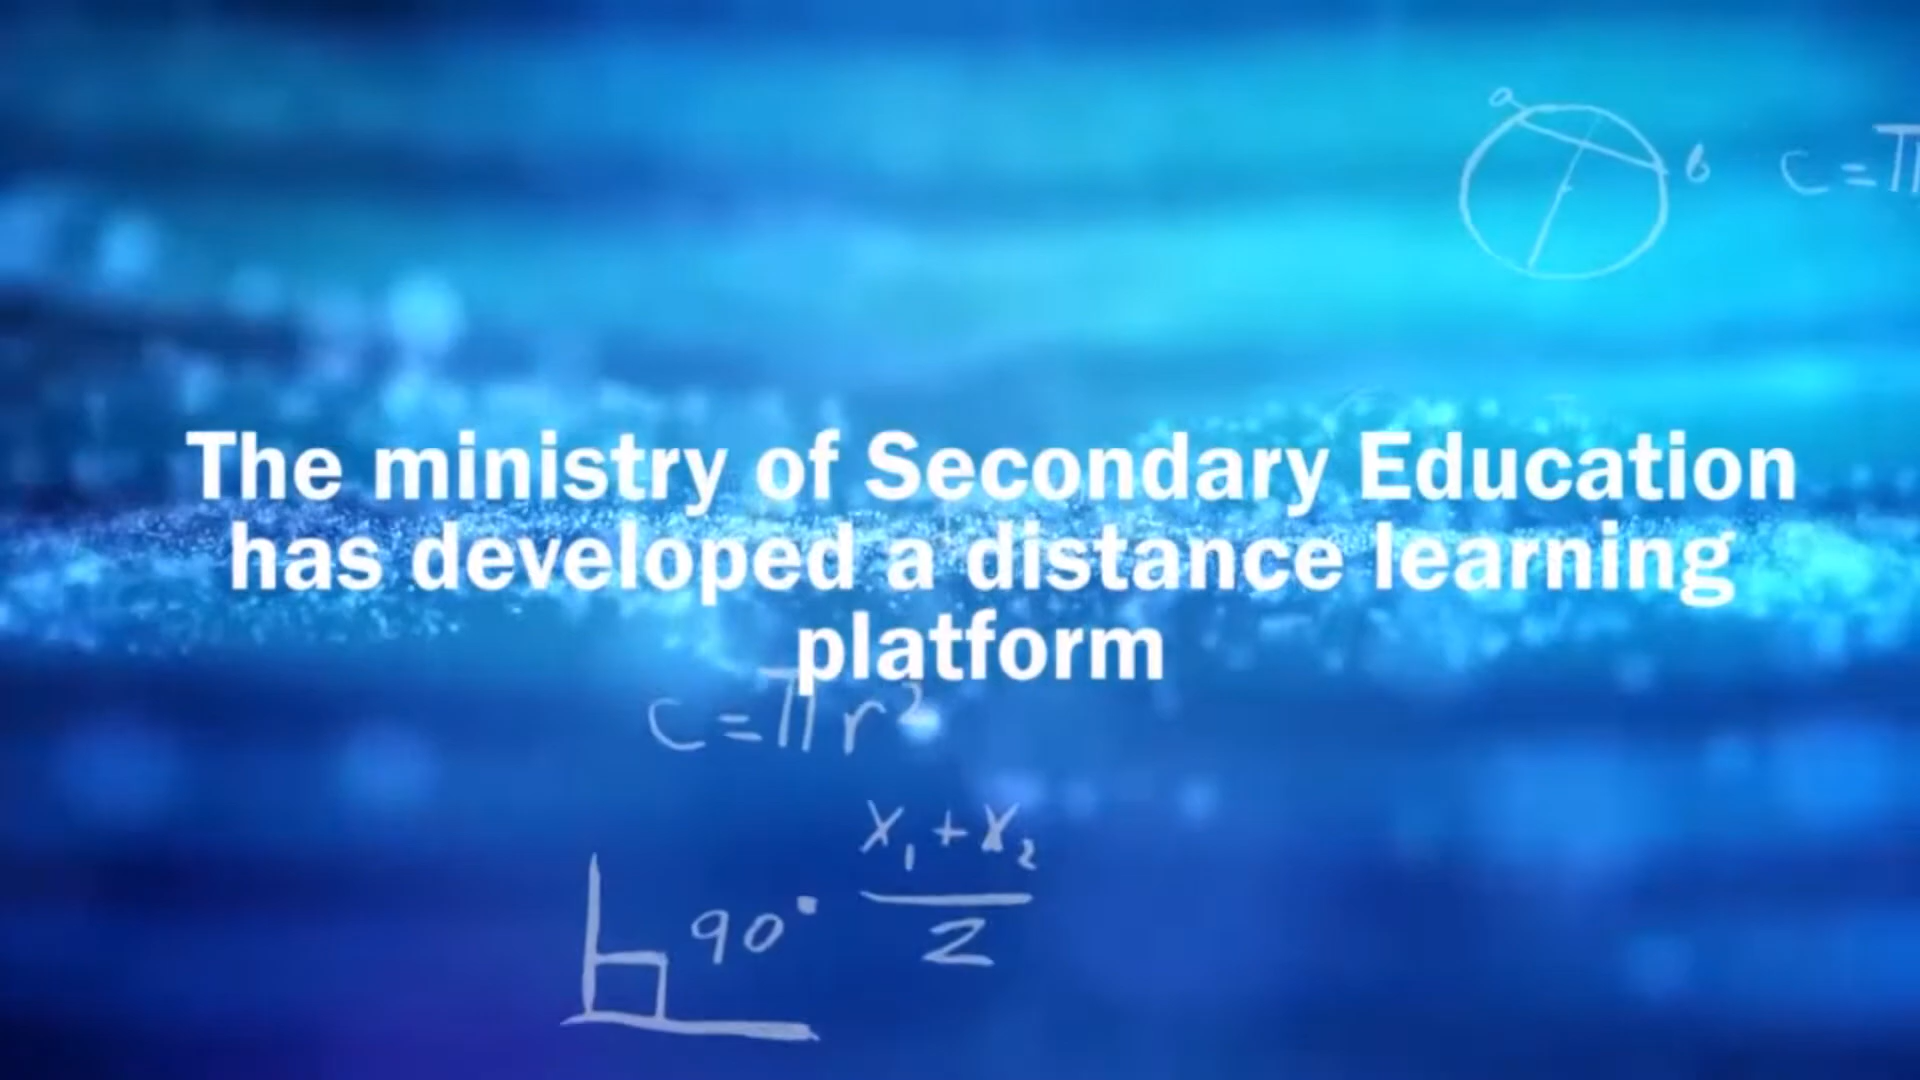 a
b
c=π
The ministry of Secondary Education
has developed a distance learning
platform
c=πr²
x₁+x₂
2
90°